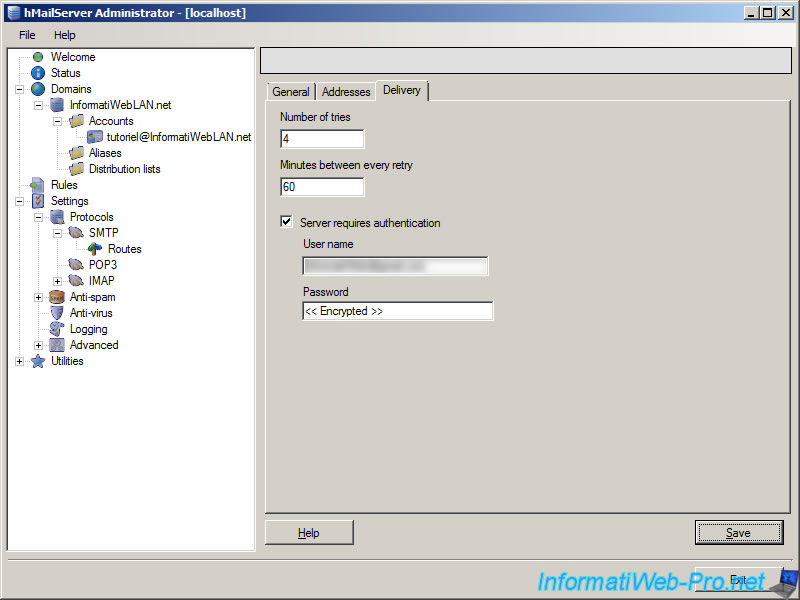 hMailServer Administrator - [localhost]
File Help
Welcome
Status
Domains
InformatiWebLAN.net
Accounts
tutoriel@InformatiWebLAN.net
Aliases
Distribution lists
Rules
Settings
Protocols
SMTP
Routes
POP3
IMAP
Anti-spam
Anti-virus
Logging
Advanced
Utilities
General Addresses Delivery
Number of tries
4
Minutes between every retry
60
Server requires authentication
User name
Password
<< Encrypted >>
Help
Save
Exit
InformatiWeb-Pro.net